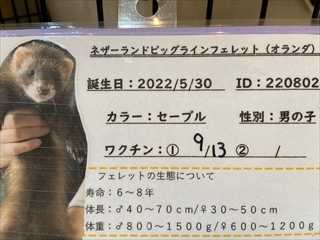 ネザーランドビッグラインフェレット（オランダ）
誕生日：2022/5/30 ID：220802
カラー：セーブル 性別：男の子
ワクチン：① 9/13 ② /
フェレットの生態について
寿命：6～8年
体長：♂40～70cm/♀30～50cm
体重：♂800～1500g/♀600～1200g